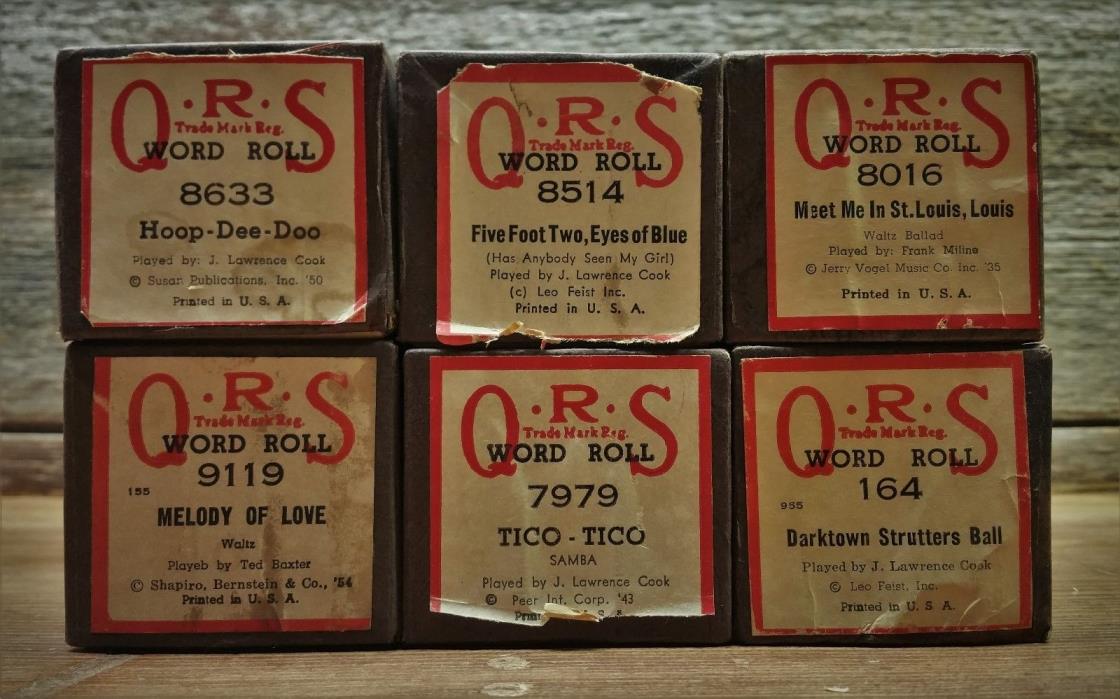 Q·R·S
Trade Mark Reg.
WORD ROLL
8633
Hoop-Dee-Doo
Played by: J. Lawrence Cook
© Susan Publications, Inc. '50
Printed in U. S. A.
Q·R·S
Trade Mark Reg.
WORD ROLL
8514
Five Foot Two, Eyes of Blue
(Has Anybody Seen My Girl)
Played by J. Lawrence Cook
(c) Leo Feist Inc.
Printed in U. S. A.
Q·R·S
Trade Mark Reg.
WORD ROLL
8016
Meet Me In St. Louis, Louis
Waltz Ballad
Played by: Frank Milne
© Jerry Vogel Music Co. Inc. '35
Printed in U. S. A.
Q·R·S
Trade Mark Reg.
WORD ROLL
9119
155
MELODY OF LOVE
Waltz
Playeb by Ted Baxter
© Shapiro, Bernstein & Co., '54
Printed in U. S. A.
Q·R·S
Trade Mark Reg.
WORD ROLL
7979
TICO - TICO
SAMBA
Played by J. Lawrence Cook
© Peer Int. Corp. '43
Q·R·S
Trade Mark Reg.
WORD ROLL
164
955
Darktown Strutters Ball
Played by J. Lawrence Cook
© Leo Feist, Inc.
Printed in U. S. A.